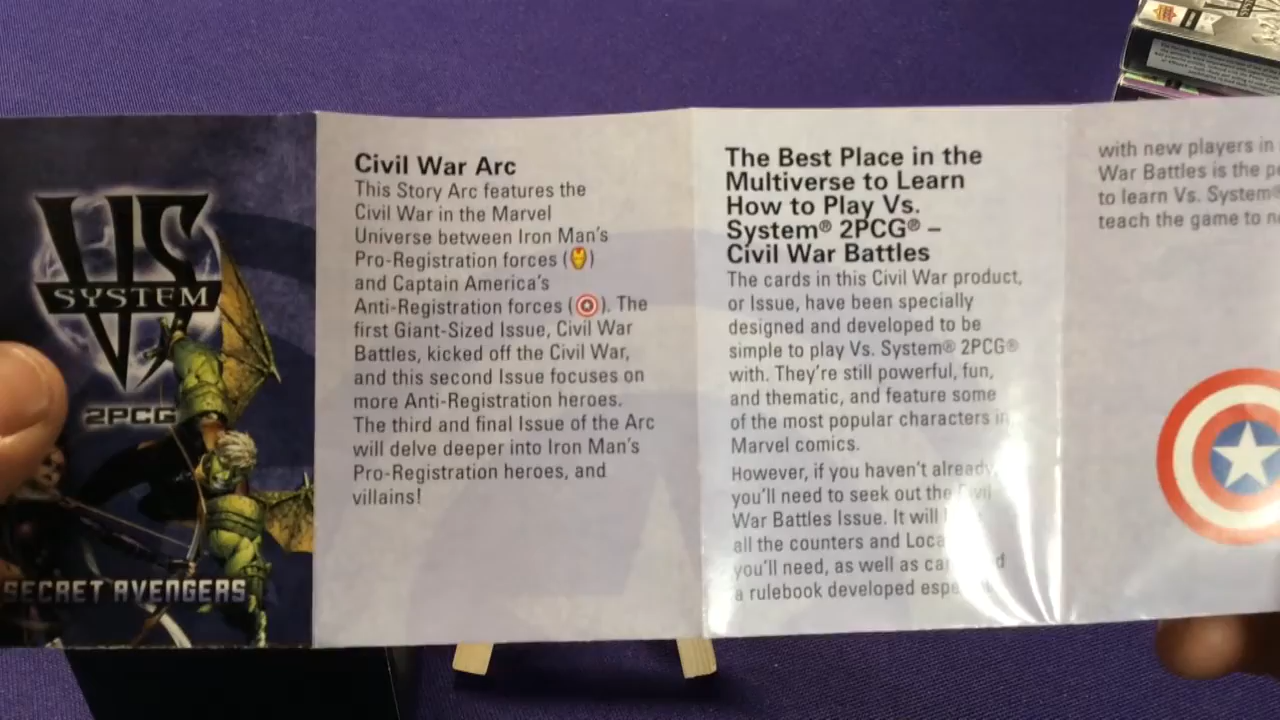 VS
SYSTEM
2PCG
SECRET AVENGERS
Civil War Arc
This Story Arc features the
Civil War in the Marvel
Universe between Iron Man's
Pro-Registration forces ( )
and Captain America's
Anti-Registration forces ( ). The
first Giant-Sized Issue, Civil War
Battles, kicked off the Civil War,
and this second Issue focuses on
more Anti-Registration heroes.
The third and final Issue of the Arc
will delve deeper into Iron Man's
Pro-Registration heroes, and
villains!
The Best Place in the
Multiverse to Learn
How to Play Vs.
System® 2PCG® –
Civil War Battles
The cards in this Civil War product,
or Issue, have been specially
designed and developed to be
simple to play Vs. System® 2PCG®
with. They're still powerful, fun,
and thematic, and feature some
of the most popular characters in
Marvel comics.
However, if you haven't already,
you'll need to seek out the Civil
War Battles Issue. It will
all the counters and
you'll need, as well as
a rulebook developed
with new players in
War Battles is the
to learn Vs. System®
teach the game to